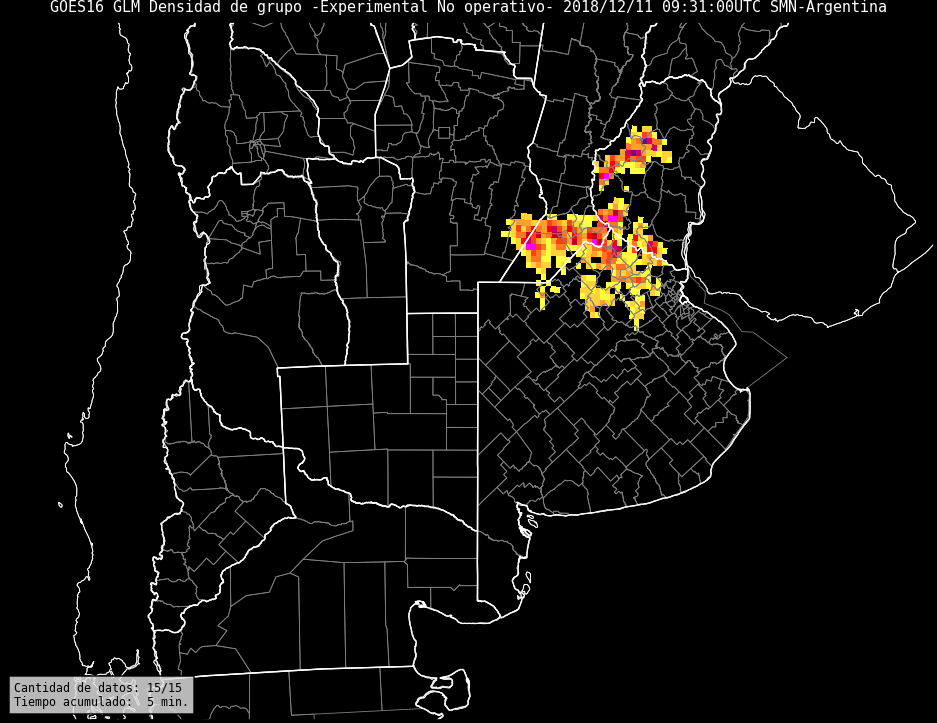 GOES16 GLM Densidad de grupo -Experimental No operativo- 2018/12/11 09:31:00UTC SMN-Argentina
Cantidad de datos: 15/15
Tiempo acumulado:  5 min.